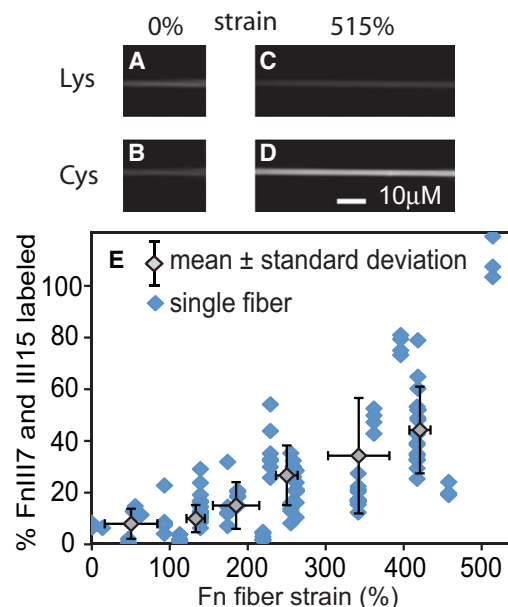 0% strain 515%
A C
Lys
B D
Cys
10µM
E mean ± standard deviation
single fiber
% FnIII7 and III15 labeled
100
80
60
40
20
0
0 100 200 300 400 500
Fn fiber strain (%)